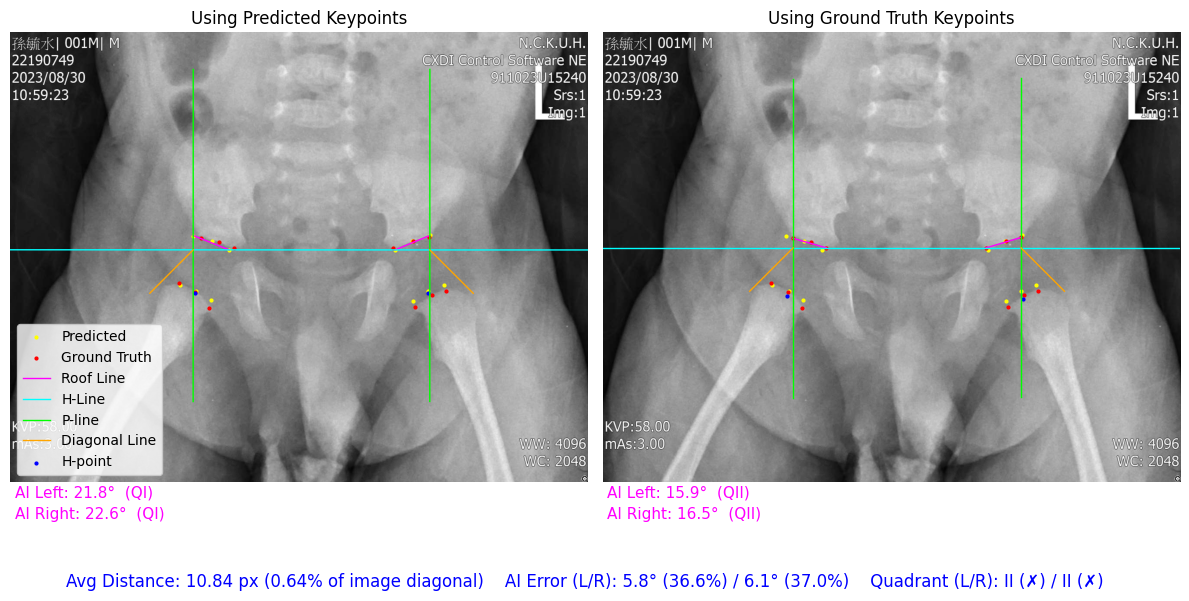 Using Predicted Keypoints
孫毓水| 001M| M
22190749
2023/08/30
10:59:23
N.C.K.U.H.
CXDI Control Software NE
911023U15240
Srs:1
Img:1
L
Predicted
Ground Truth
Roof Line
H-Line
P-line
Diagonal Line
H-point
KVP:58.00
mAs:3.00
WW: 4096
WC: 2048
AI Left: 21.8° (QI)
AI Right: 22.6° (QI)
Using Ground Truth Keypoints
孫毓水| 001M| M
22190749
2023/08/30
10:59:23
N.C.K.U.H.
CXDI Control Software NE
911023U15240
Srs:1
Img:1
L
KVP:58.00
mAs:3.00
WW: 4096
WC: 2048
AI Left: 15.9° (QII)
AI Right: 16.5° (QII)
Avg Distance: 10.84 px (0.64% of image diagonal) AI Error (L/R): 5.8° (36.6%) / 6.1° (37.0%) Quadrant (L/R): II (✗) / II (✗)